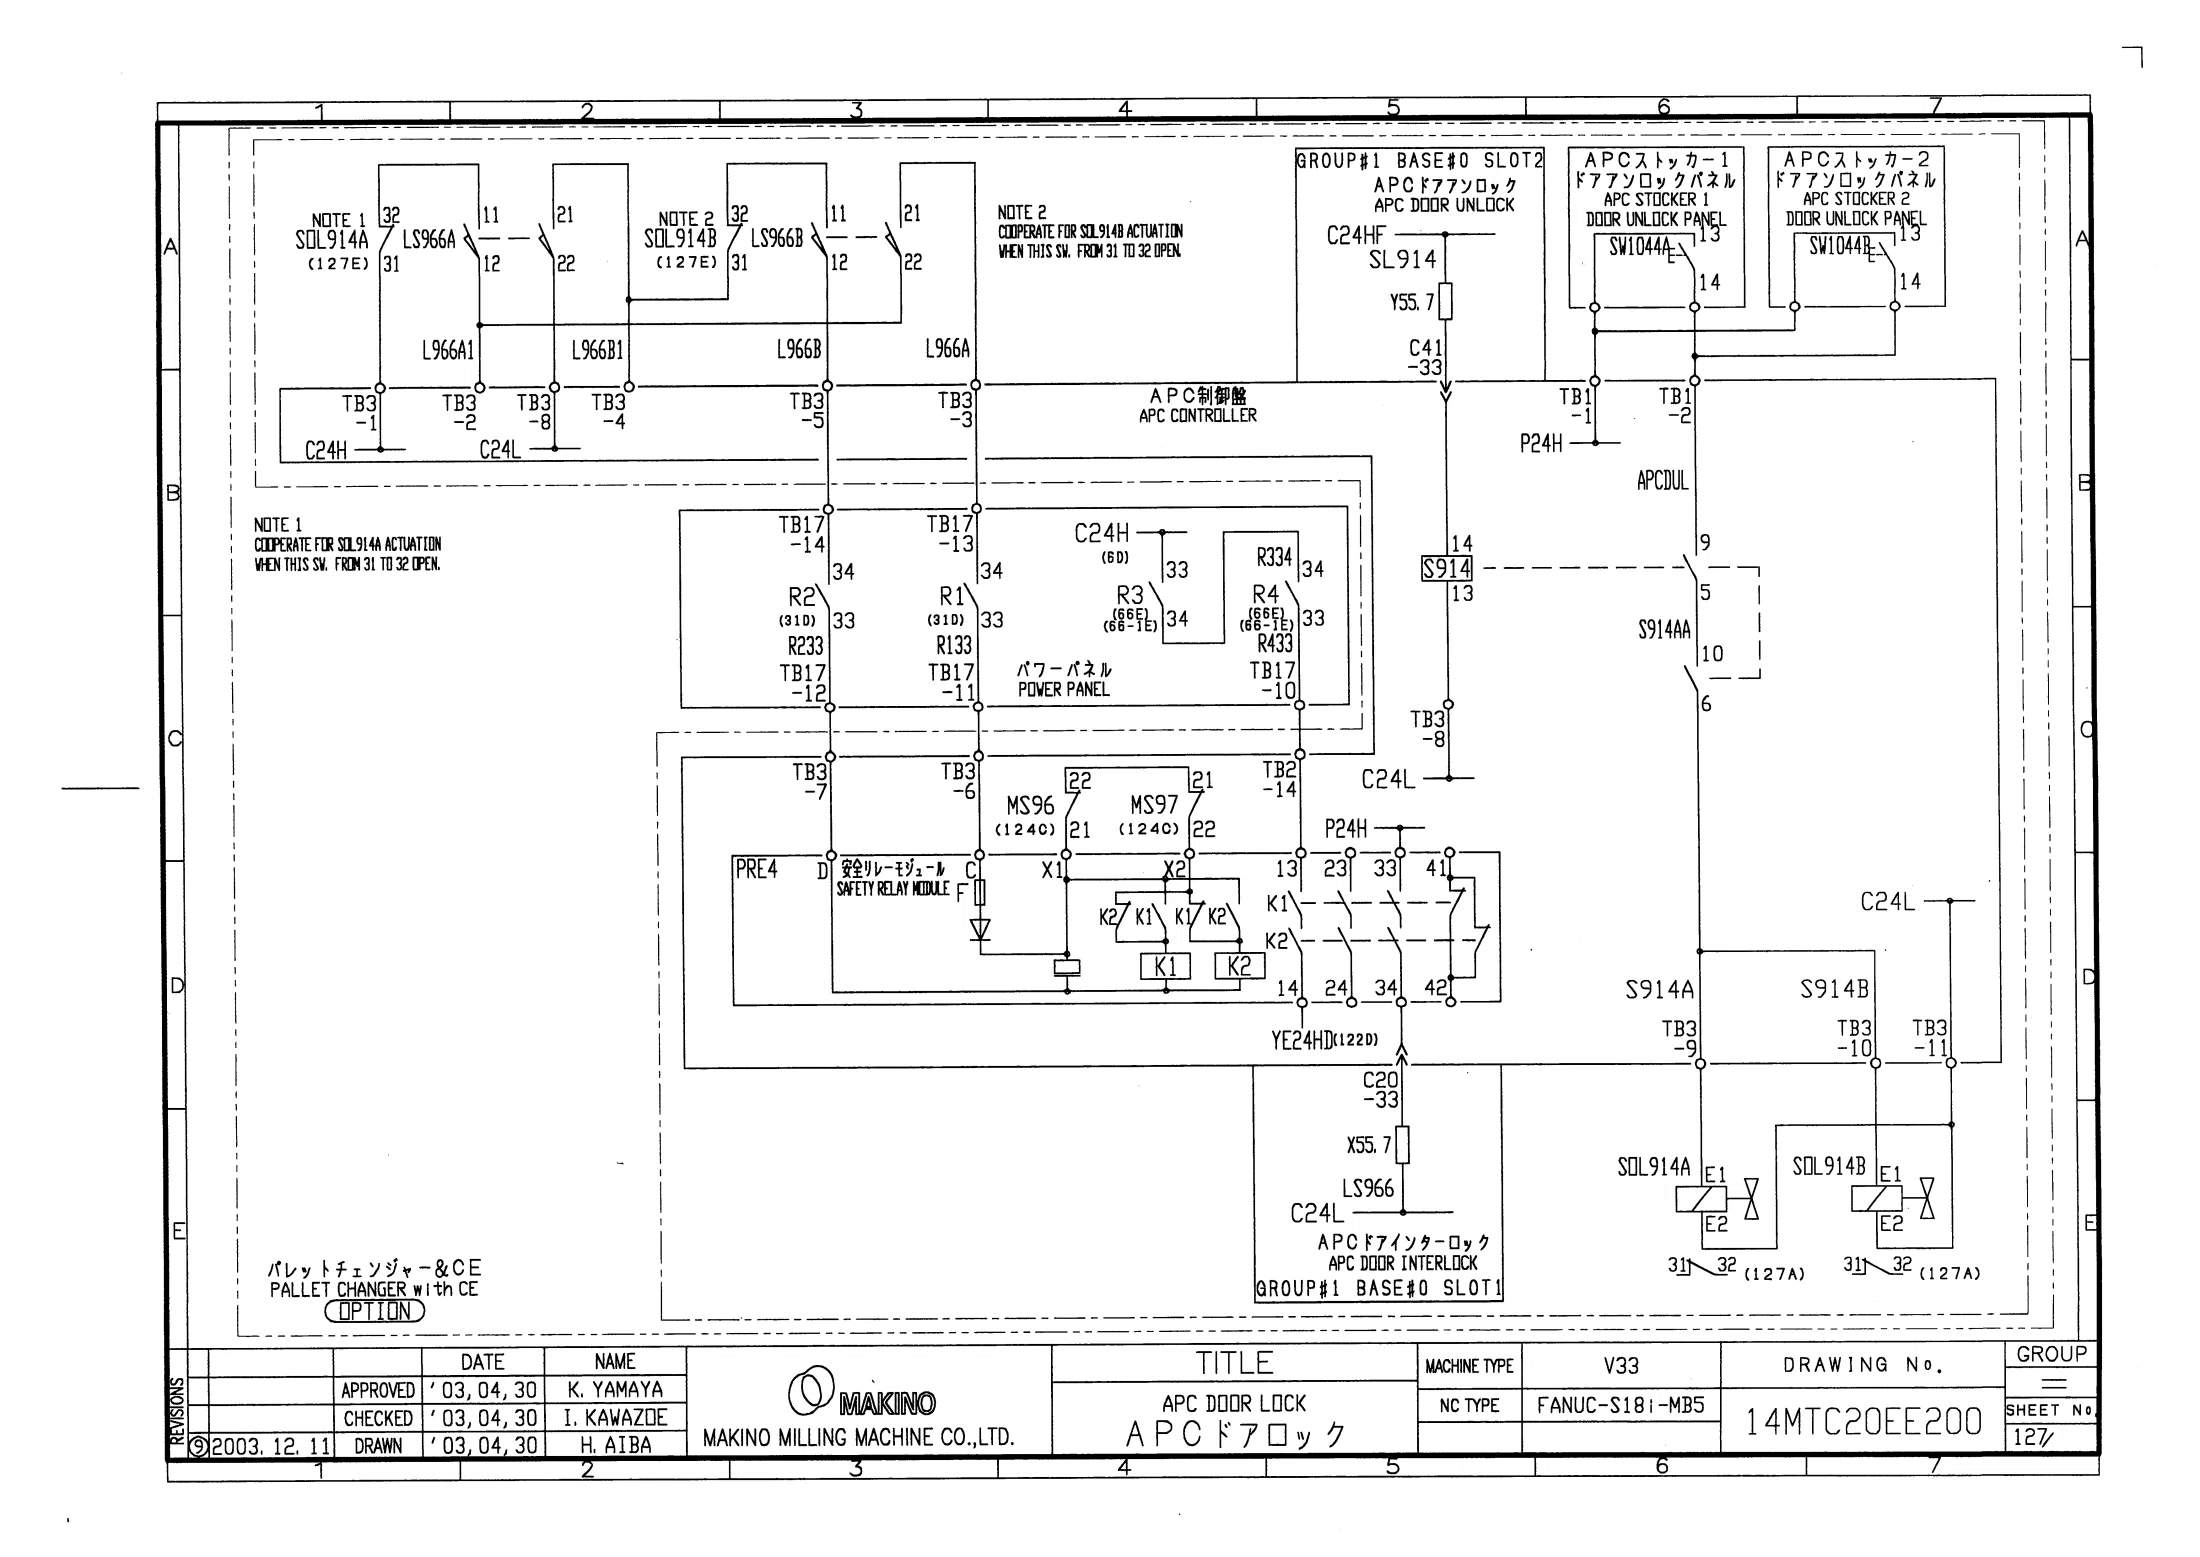 1 2 3 4 5 6 7
A B C D E
NOTE 1
SOL914A
(127E)
32
31
LS966A
11
12
21
22
NOTE 2
SOL914B
(127E)
32
31
LS966B
11
12
21
22
NOTE 2
COOPERATE FOR SOL914B ACTUATION
WHEN THIS SW. FROM 31 TO 32 OPEN.
L966A1
L966B1
L966B
L966A
TB3
-1
TB3
-2
TB3
-8
TB3
-4
TB3
-5
TB3
-3
C24H
C24L
APC制御盤
APC CONTROLLER
GROUP#1 BASE#0 SLOT2
APCドアアンロック
APC DOOR UNLOCK
C24HF
SL914
Y55.7
C41
-33
APCストッカ-1
ドアアンロックパネル
APC STOCKER 1
DOOR UNLOCK PANEL
SW1044A
13
14
APCストッカ-2
ドアアンロックパネル
APC STOCKER 2
DOOR UNLOCK PANEL
SW1044B
13
14
TB1
-1
TB1
-2
P24H
APCDUL
NOTE 1
COOPERATE FOR SOL914A ACTUATION
WHEN THIS SW. FROM 31 TO 32 OPEN.
TB17
-14
34
R2
(31D)
33
R233
TB17
-12
TB17
-13
34
R1
(31D)
33
R133
TB17
-11
C24H
(6D)
33
R3
(66E)
(66-1E)
34
R334
34
R4
(66E)
(66-1E)
33
R433
TB17
-10
パワーパネル
POWER PANEL
14
S914
13
9
5
S914AA
10
6
TB3
-8
C24L
TB3
-7
TB3
-6
22
MS96
(124C)
21
21
MS97
(124C)
22
TB2
-14
P24H
PRE4
D
安全リレーモジュール
SAFETY RELAY MODULE
C
F
X1
X2
K2
K1
K1
K2
K1
K2
13
23
33
41
K1
K2
14
24
34
42
YE24HD(122D)
C20
-33
X55.7
LS966
C24L
APCドアインターロック
APC DOOR INTERLOCK
GROUP#1 BASE#0 SLOT1
C24L
S914A
S914B
TB3
-9
TB3
-10
TB3
-11
SOL914A
E1
E2
31
32
(127A)
SOL914B
E1
E2
31
32
(127A)
パレットチェンジャー&CE
PALLET CHANGER with CE
OPTION
REVISIONS
9 2003.12.11
DATE NAME
APPROVED '03,04,30 K. YAMAYA
CHECKED '03,04,30 I. KAWAZOE
DRAWN '03,04,30 H. AIBA
MAKINO
MAKINO MILLING MACHINE CO.,LTD.
TITLE
APC DOOR LOCK
APCドアロック
MACHINE TYPE V33
NC TYPE FANUC-S18i-MB5
DRAWING No.
14MTC20EE200
GROUP
=
SHEET No.
127/
1 2 3 4 5 6 7
A B C D E